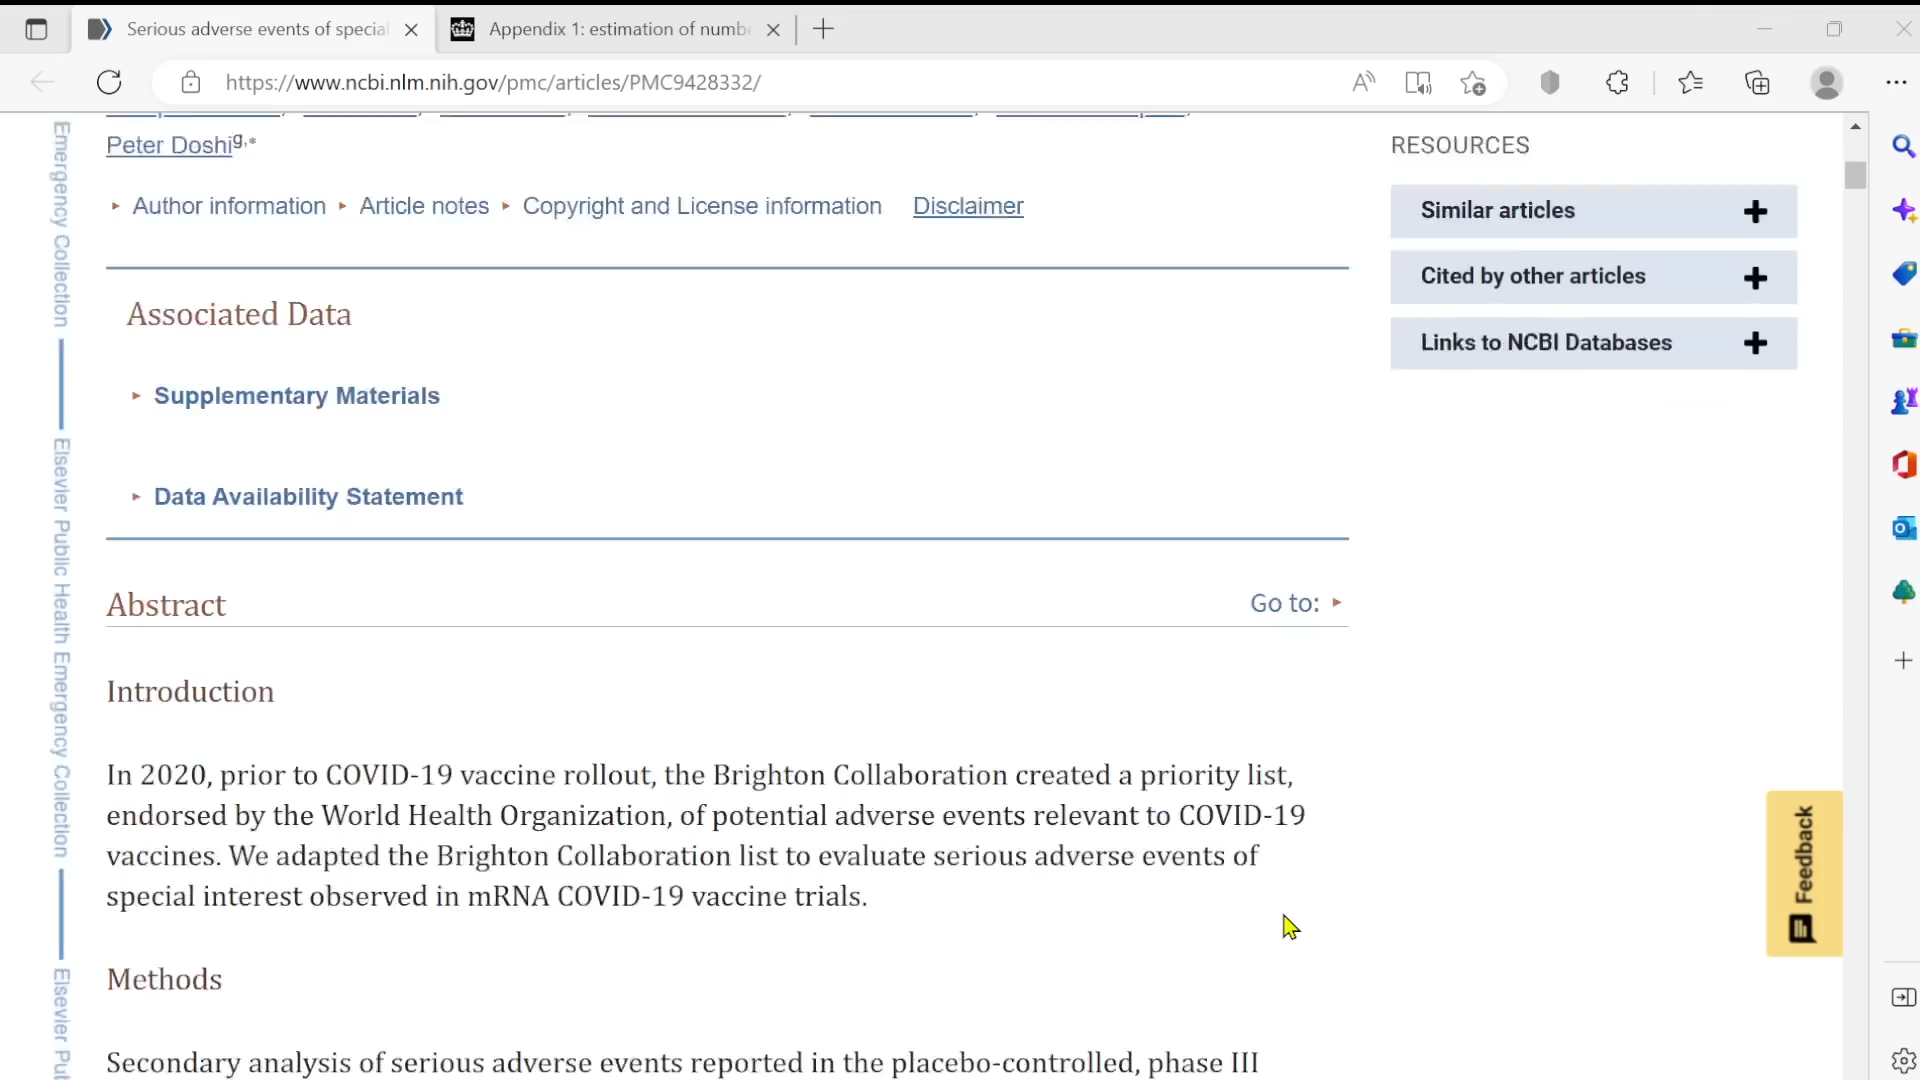 Serious adverse events of special
Appendix 1: estimation of numb
https://www.ncbi.nlm.nih.gov/pmc/articles/PMC9428332/
Peter Doshi g,*
Author information
Article notes
Copyright and License information
Disclaimer
Associated Data
Supplementary Materials
Data Availability Statement
Abstract
Go to:
Introduction
In 2020, prior to COVID-19 vaccine rollout, the Brighton Collaboration created a priority list,
endorsed by the World Health Organization, of potential adverse events relevant to COVID-19
vaccines. We adapted the Brighton Collaboration list to evaluate serious adverse events of
special interest observed in mRNA COVID-19 vaccine trials.
Methods
Secondary analysis of serious adverse events reported in the placebo-controlled, phase III
RESOURCES
Similar articles
Cited by other articles
Links to NCBI Databases
Feedback
Emergency Collection
Elsevier Public Health Emergency Collection
Elsevier Pu